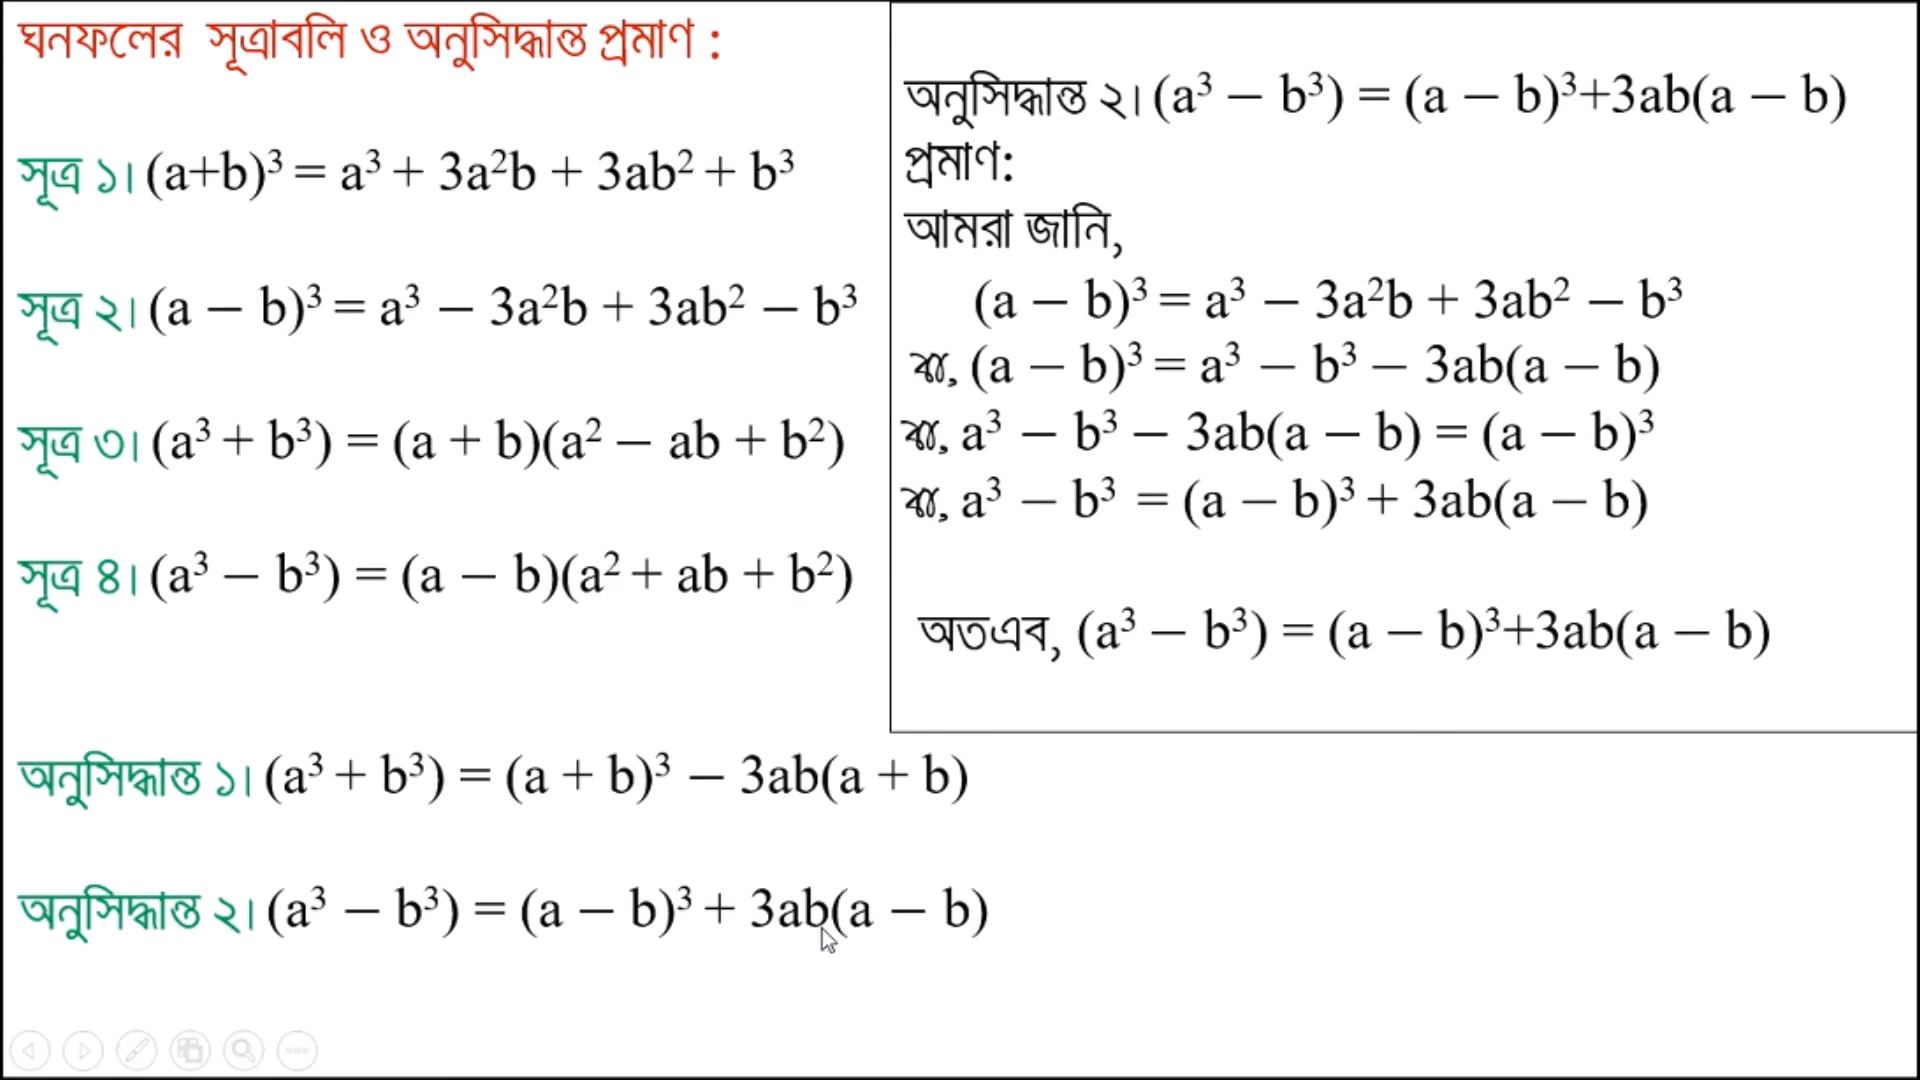 ঘনফলের সূত্রাবলি ও অনুসিদ্ধান্ত প্রমাণ :
সূত্র ১। (a+b)³ = a³ + 3a²b + 3ab² + b³
সূত্র ২। (a − b)³ = a³ − 3a²b + 3ab² − b³
সূত্র ৩। (a³ + b³) = (a + b)(a² − ab + b²)
সূত্র ৪। (a³ − b³) = (a − b)(a² + ab + b²)
অনুসিদ্ধান্ত ১। (a³ + b³) = (a + b)³ − 3ab(a + b)
অনুসিদ্ধান্ত ২। (a³ − b³) = (a − b)³ + 3ab(a − b)
অনুসিদ্ধান্ত ২। (a³ − b³) = (a − b)³+3ab(a − b)
প্রমাণ:
আমরা জানি,
(a − b)³ = a³ − 3a²b + 3ab² − b³
বা, (a − b)³ = a³ − b³ − 3ab(a − b)
বা, a³ − b³ − 3ab(a − b) = (a − b)³
বা, a³ − b³ = (a − b)³ + 3ab(a − b)
অতএব, (a³ − b³) = (a − b)³+3ab(a − b)